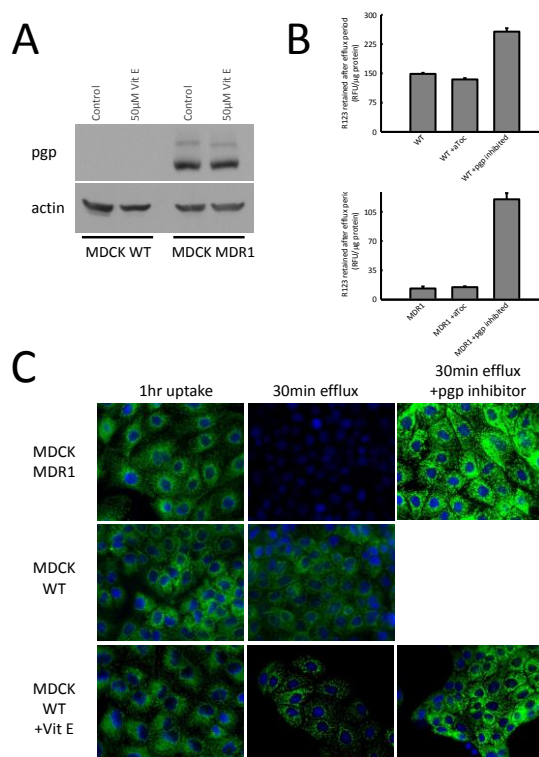 A
Control
50µM Vit E
Control
50µM Vit E
pgp
actin
MDCK WT
MDCK MDR1
B
R123 retained after efflux period
(RFU/µg protein)
300
225
150
75
0
WT
WT +aToc
WT+pgp inhibited
R123 retained after efflux peri
(RFU/µg protein)
105
70
35
0
MDR1
MDR1 +aToc
MDR1 +pgp inhibited
C
1hr uptake
30min efflux
30min efflux
+pgp inhibitor
MDCK
MDR1
MDCK
WT
MDCK
WT
+Vit E